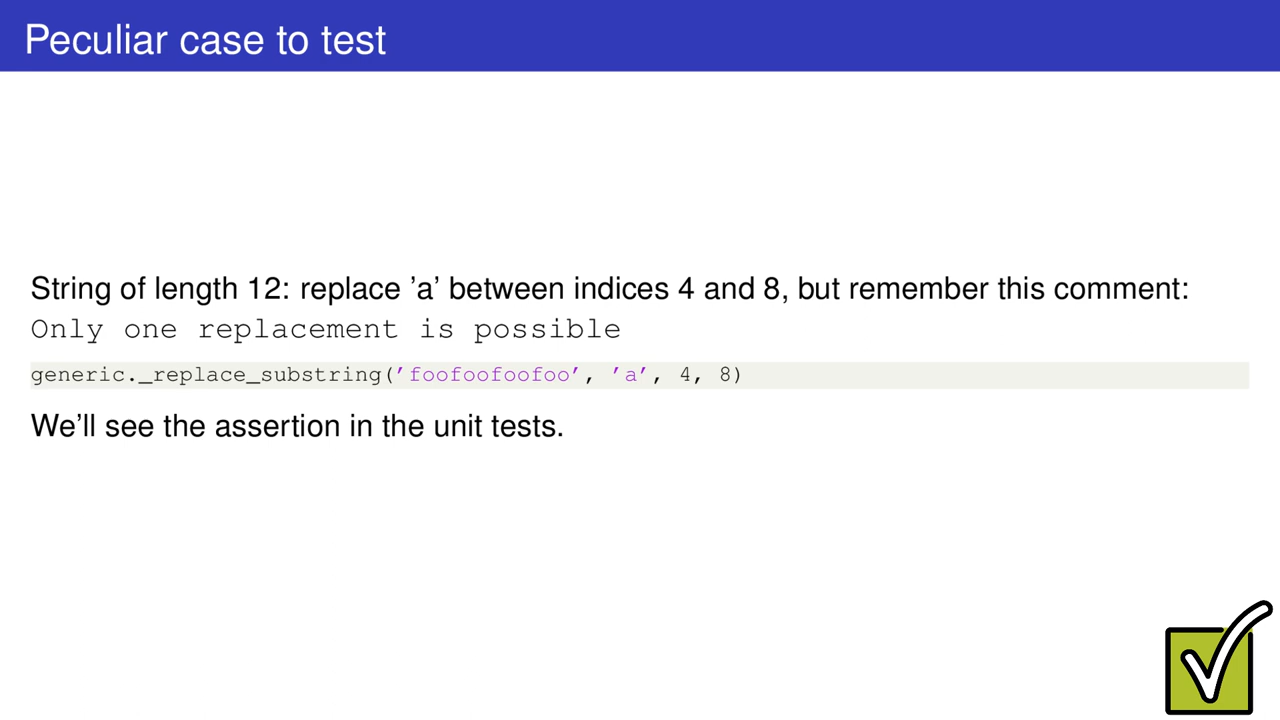 Peculiar case to test
String of length 12: replace ’a’ between indices 4 and 8, but remember this comment:
Only one replacement is possible
generic._replace_substring(’foofoofoofoo’, ’a’, 4, 8)
We’ll see the assertion in the unit tests.